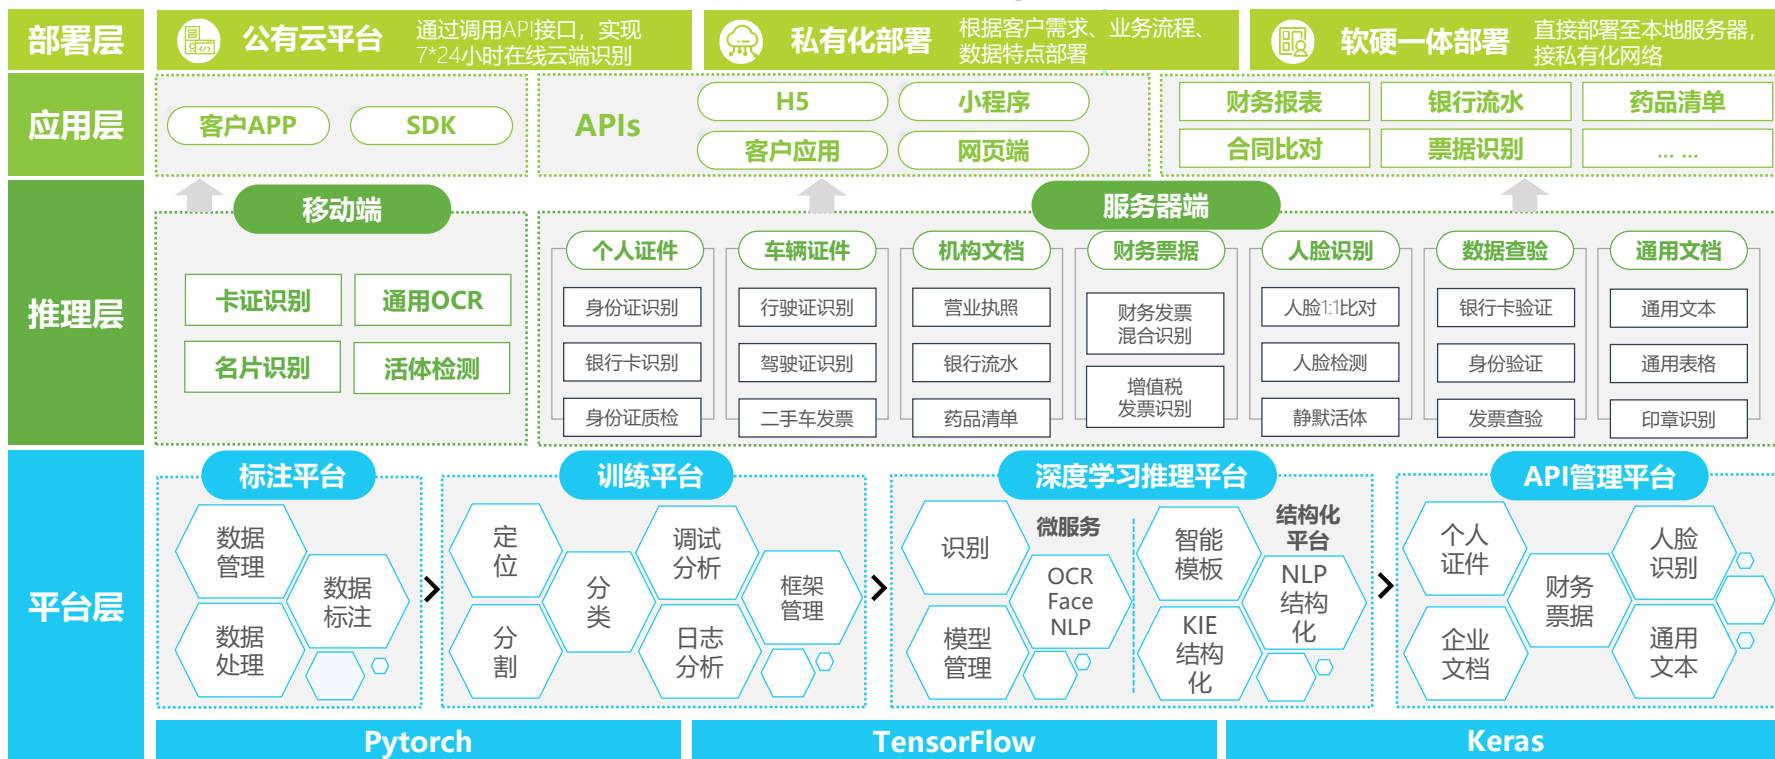 部署层
公有云平台
通过调用API接口，实现
7*24小时在线云端识别
私有化部署
根据客户需求、业务流程、
数据特点部署
软硬一体部署
直接部署至本地服务器，
接私有化网络
应用层
客户APP
SDK
APIs
H5
小程序
客户应用
网页端
财务报表
银行流水
药品清单
合同比对
票据识别
... ...
推理层
移动端
卡证识别
通用OCR
名片识别
活体检测
服务器端
个人证件
身份证识别
银行卡识别
身份证质检
车辆证件
行驶证识别
驾驶证识别
二手车发票
机构文档
营业执照
银行流水
药品清单
财务票据
财务发票
混合识别
增值税
发票识别
人脸识别
人脸1:1比对
人脸检测
静默活体
数据查验
银行卡验证
身份验证
发票查验
通用文档
通用文本
通用表格
印章识别
平台层
标注平台
数据
管理
数据
标注
数据
处理
训练平台
定
位
分
割
分
类
调试
分析
日志
分析
框架
管理
深度学习推理平台
识别
模型
管理
微服务
OCR
Face
NLP
智能
模板
KIE
结构
化
结构化
平台
NLP
结构
化
API管理平台
个人
证件
企业
文档
财务
票据
人脸
识别
通用
文本
Pytorch
TensorFlow
Keras